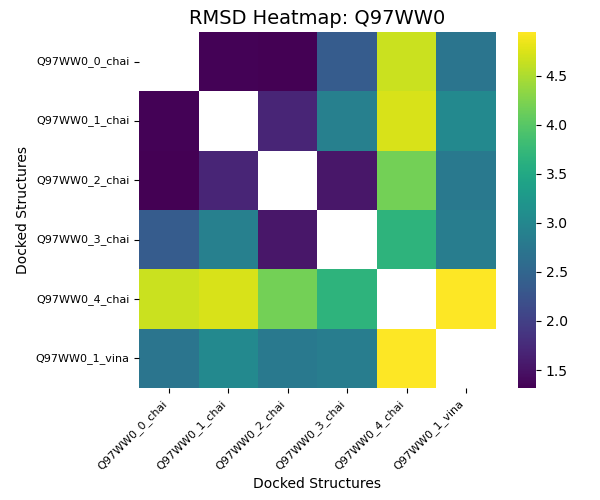 RMSD Heatmap: Q97WW0
Docked Structures
Q97WW0_0_chai
Q97WW0_1_chai
Q97WW0_2_chai
Q97WW0_3_chai
Q97WW0_4_chai
Q97WW0_1_vina
Q97WW0_0_chai
Q97WW0_1_chai
Q97WW0_2_chai
Q97WW0_3_chai
Q97WW0_4_chai
Q97WW0_1_vina
Docked Structures
4.5
4.0
3.5
3.0
2.5
2.0
1.5